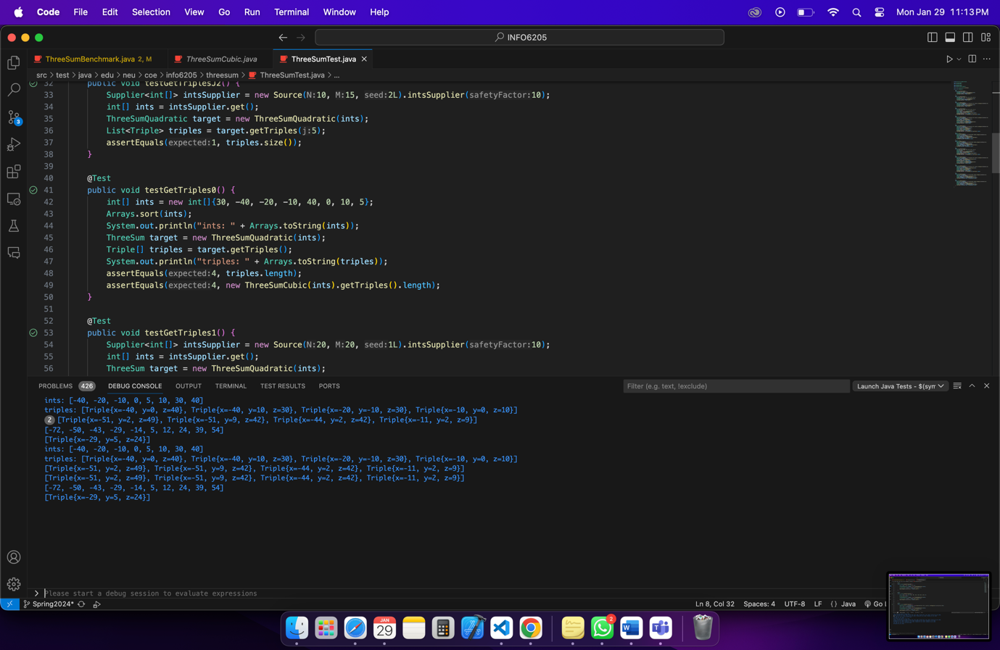 Code File Edit Selection View Go Run Terminal Window Help
Mon Jan 29 11:13 PM
INFO6205
ThreeSumBenchmark.java 2, M
ThreeSumCubic.java
ThreeSumTest.java
src > test > java > edu > neu > coe > info6205 > threesum > ThreeSumTest.java > ...
32 public void testGetTriplesJ2() {
33 Supplier<int[]> intsSupplier = new Source(N:10, M:15, seed:2L).intsSupplier(safetyFactor:10);
34 int[] ints = intsSupplier.get();
35 ThreeSumQuadratic target = new ThreeSumQuadratic(ints);
36 List<Triple> triples = target.getTriples(j:5);
37 assertEquals(expected:1, triples.size());
38 }
39
40 @Test
41 public void testGetTriples0() {
42 int[] ints = new int[]{30, -40, -20, -10, 40, 0, 10, 5};
43 Arrays.sort(ints);
44 System.out.println("ints: " + Arrays.toString(ints));
45 ThreeSum target = new ThreeSumQuadratic(ints);
46 Triple[] triples = target.getTriples();
47 System.out.println("triples: " + Arrays.toString(triples));
48 assertEquals(expected:4, triples.length);
49 assertEquals(expected:4, new ThreeSumCubic(ints).getTriples().length);
50 }
51
52 @Test
53 public void testGetTriples1() {
54 Supplier<int[]> intsSupplier = new Source(N:20, M:20, seed:1L).intsSupplier(safetyFactor:10);
55 int[] ints = intsSupplier.get();
56 ThreeSum target = new ThreeSumQuadratic(ints);
3
PROBLEMS 426 DEBUG CONSOLE OUTPUT TERMINAL TEST RESULTS PORTS
Filter (e.g. text, !exclude)
Launch Java Tests - $(syn
ints: [-40, -20, -10, 0, 5, 10, 30, 40]
triples: [Triple{x=-40, y=0, z=40}, Triple{x=-40, y=10, z=30}, Triple{x=-20, y=-10, z=30}, Triple{x=-10, y=0, z=10}]
2 [Triple{x=-51, y=2, z=49}, Triple{x=-51, y=9, z=42}, Triple{x=-44, y=2, z=42}, Triple{x=-11, y=2, z=9}]
[-72, -50, -43, -29, -14, 5, 12, 24, 39, 54]
[Triple{x=-29, y=5, z=24}]
ints: [-40, -20, -10, 0, 5, 10, 30, 40]
triples: [Triple{x=-40, y=0, z=40}, Triple{x=-40, y=10, z=30}, Triple{x=-20, y=-10, z=30}, Triple{x=-10, y=0, z=10}]
[Triple{x=-51, y=2, z=49}, Triple{x=-51, y=9, z=42}, Triple{x=-44, y=2, z=42}, Triple{x=-11, y=2, z=9}]
[Triple{x=-51, y=2, z=49}, Triple{x=-51, y=9, z=42}, Triple{x=-44, y=2, z=42}, Triple{x=-11, y=2, z=9}]
[-72, -50, -43, -29, -14, 5, 12, 24, 39, 54]
[Triple{x=-29, y=5, z=24}]
> Please start a debug session to evaluate expressions
Spring2024*
Ln 8, Col 32 Spaces: 4 UTF-8 LF {} Java Go
JAN
29
2